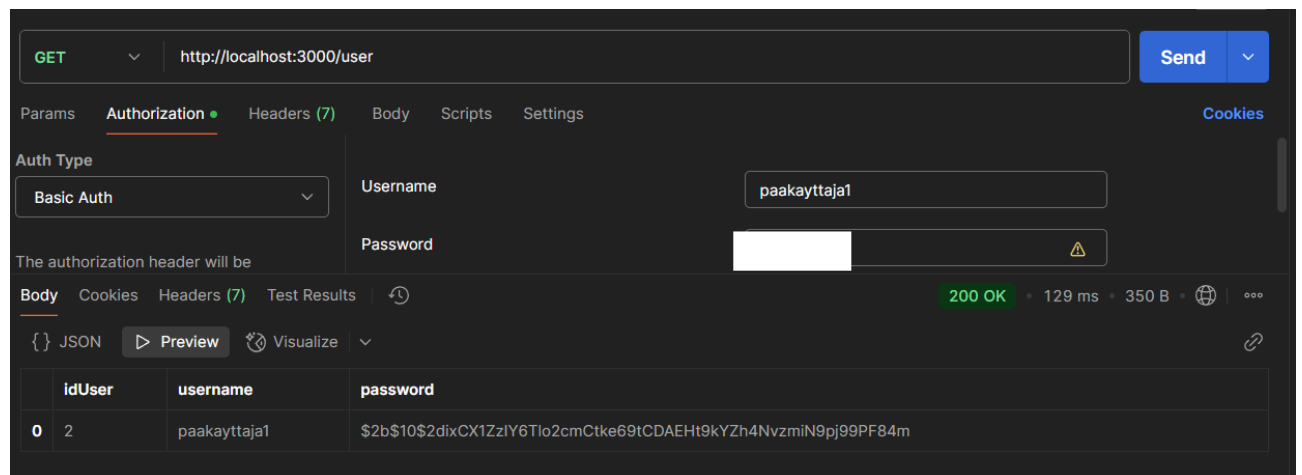 GET http://localhost:3000/user Send
Params Authorization Headers (7) Body Scripts Settings Cookies
Auth Type
Basic Auth
Username paakayttaja1
Password
The authorization header will be
Body Cookies Headers (7) Test Results 200 OK 129 ms 350 B
{} JSON Preview Visualize
idUser username password
0 2 paakayttaja1 $2b$10$2dixCX1ZzlY6Tlo2cmCtke69tCDAEHt9kYZh4NvzmiN9pj99PF84m